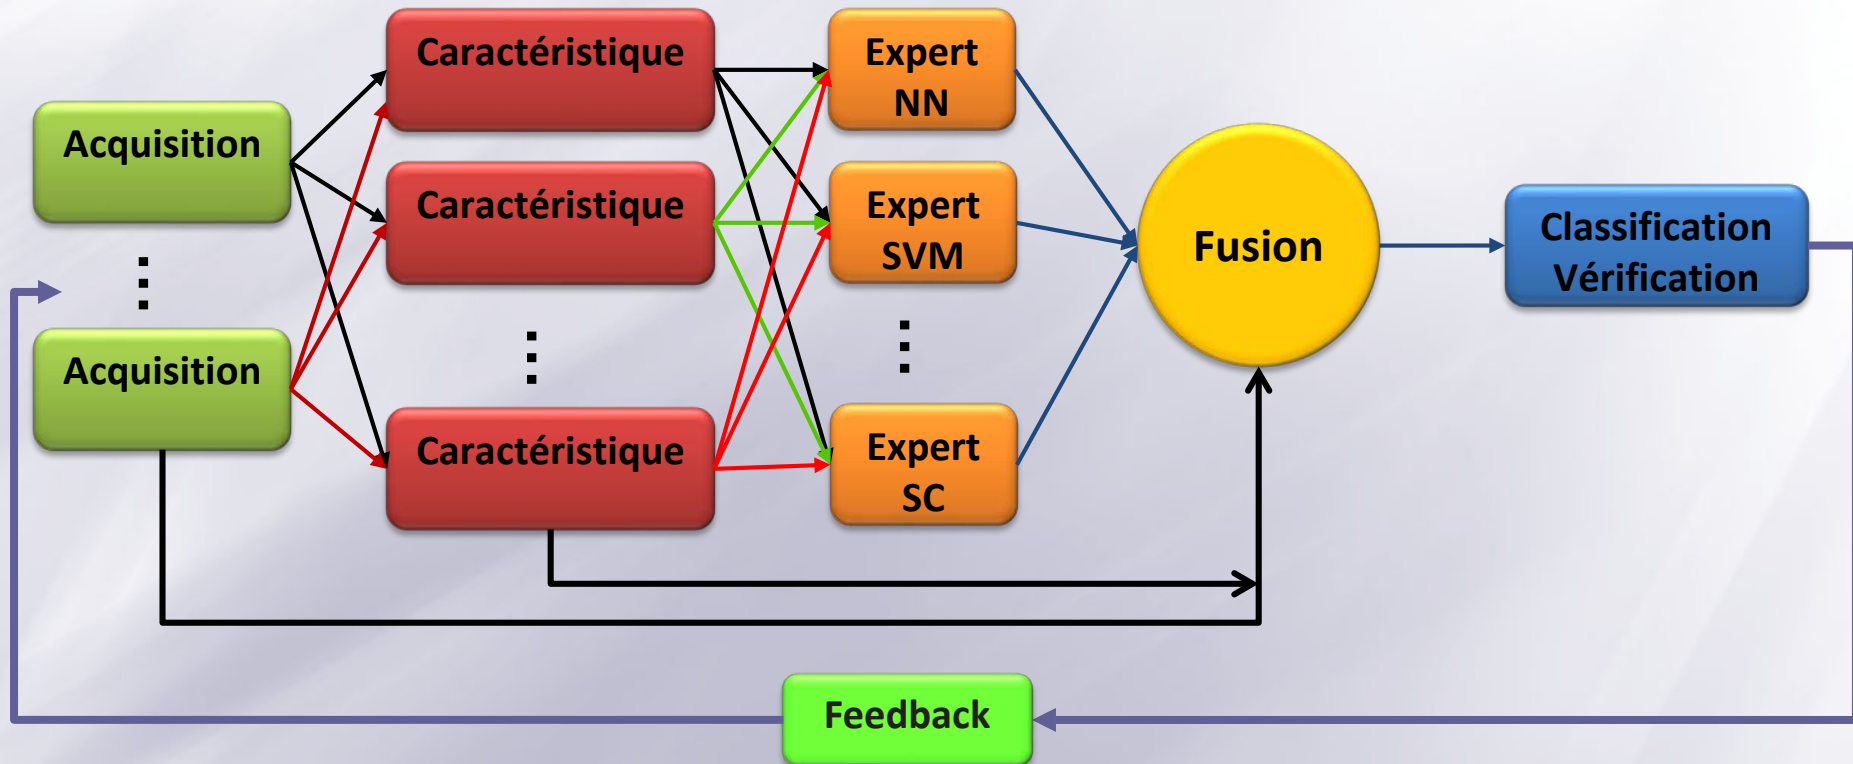 Caractéristique
Expert
NN
Acquisition
Caractéristique
Expert
SVM
Fusion
Classification
Vérification
Acquisition
Caractéristique
Expert
SC
Feedback